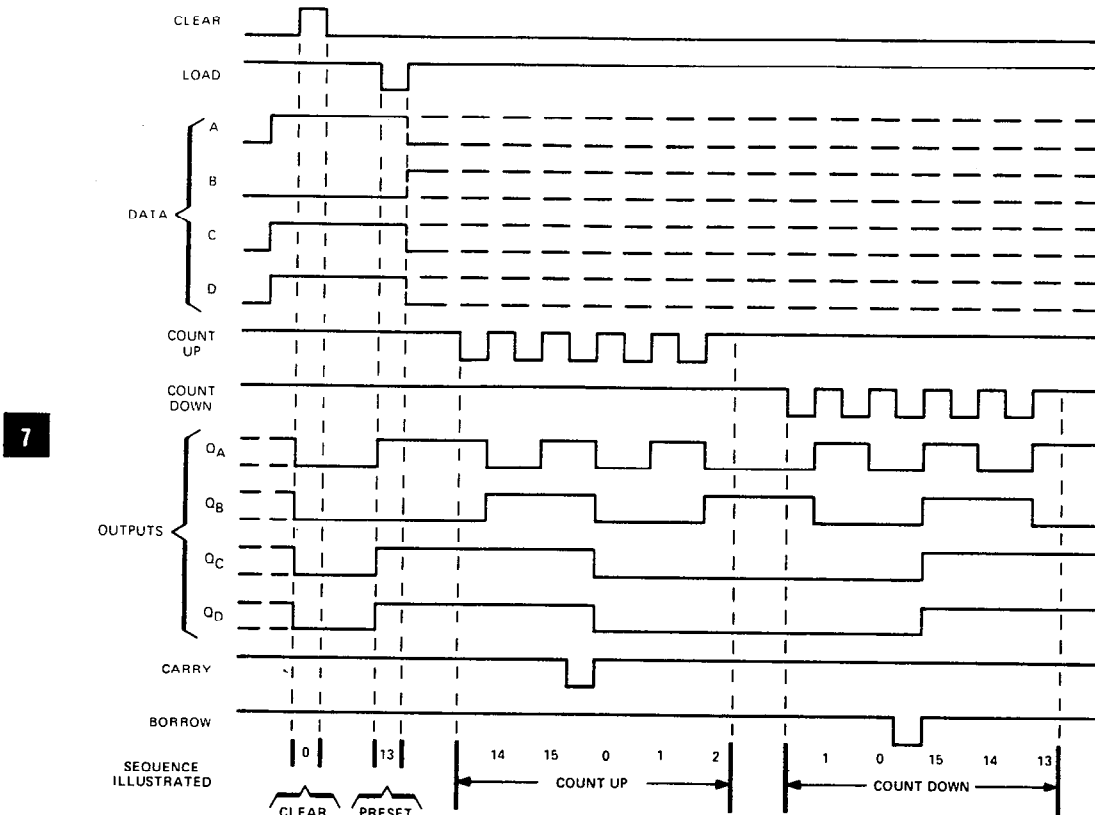 CLEAR
LOAD
A
B
DATA
C
D
COUNT
UP
COUNT
DOWN
7
QA
QB
OUTPUTS
QC
QD
CARRY
BORROW
SEQUENCE
ILLUSTRATED
0 13 14 15 0 1 2 1 0 15 14 13
COUNT UP COUNT DOWN
CLEAR PRESET